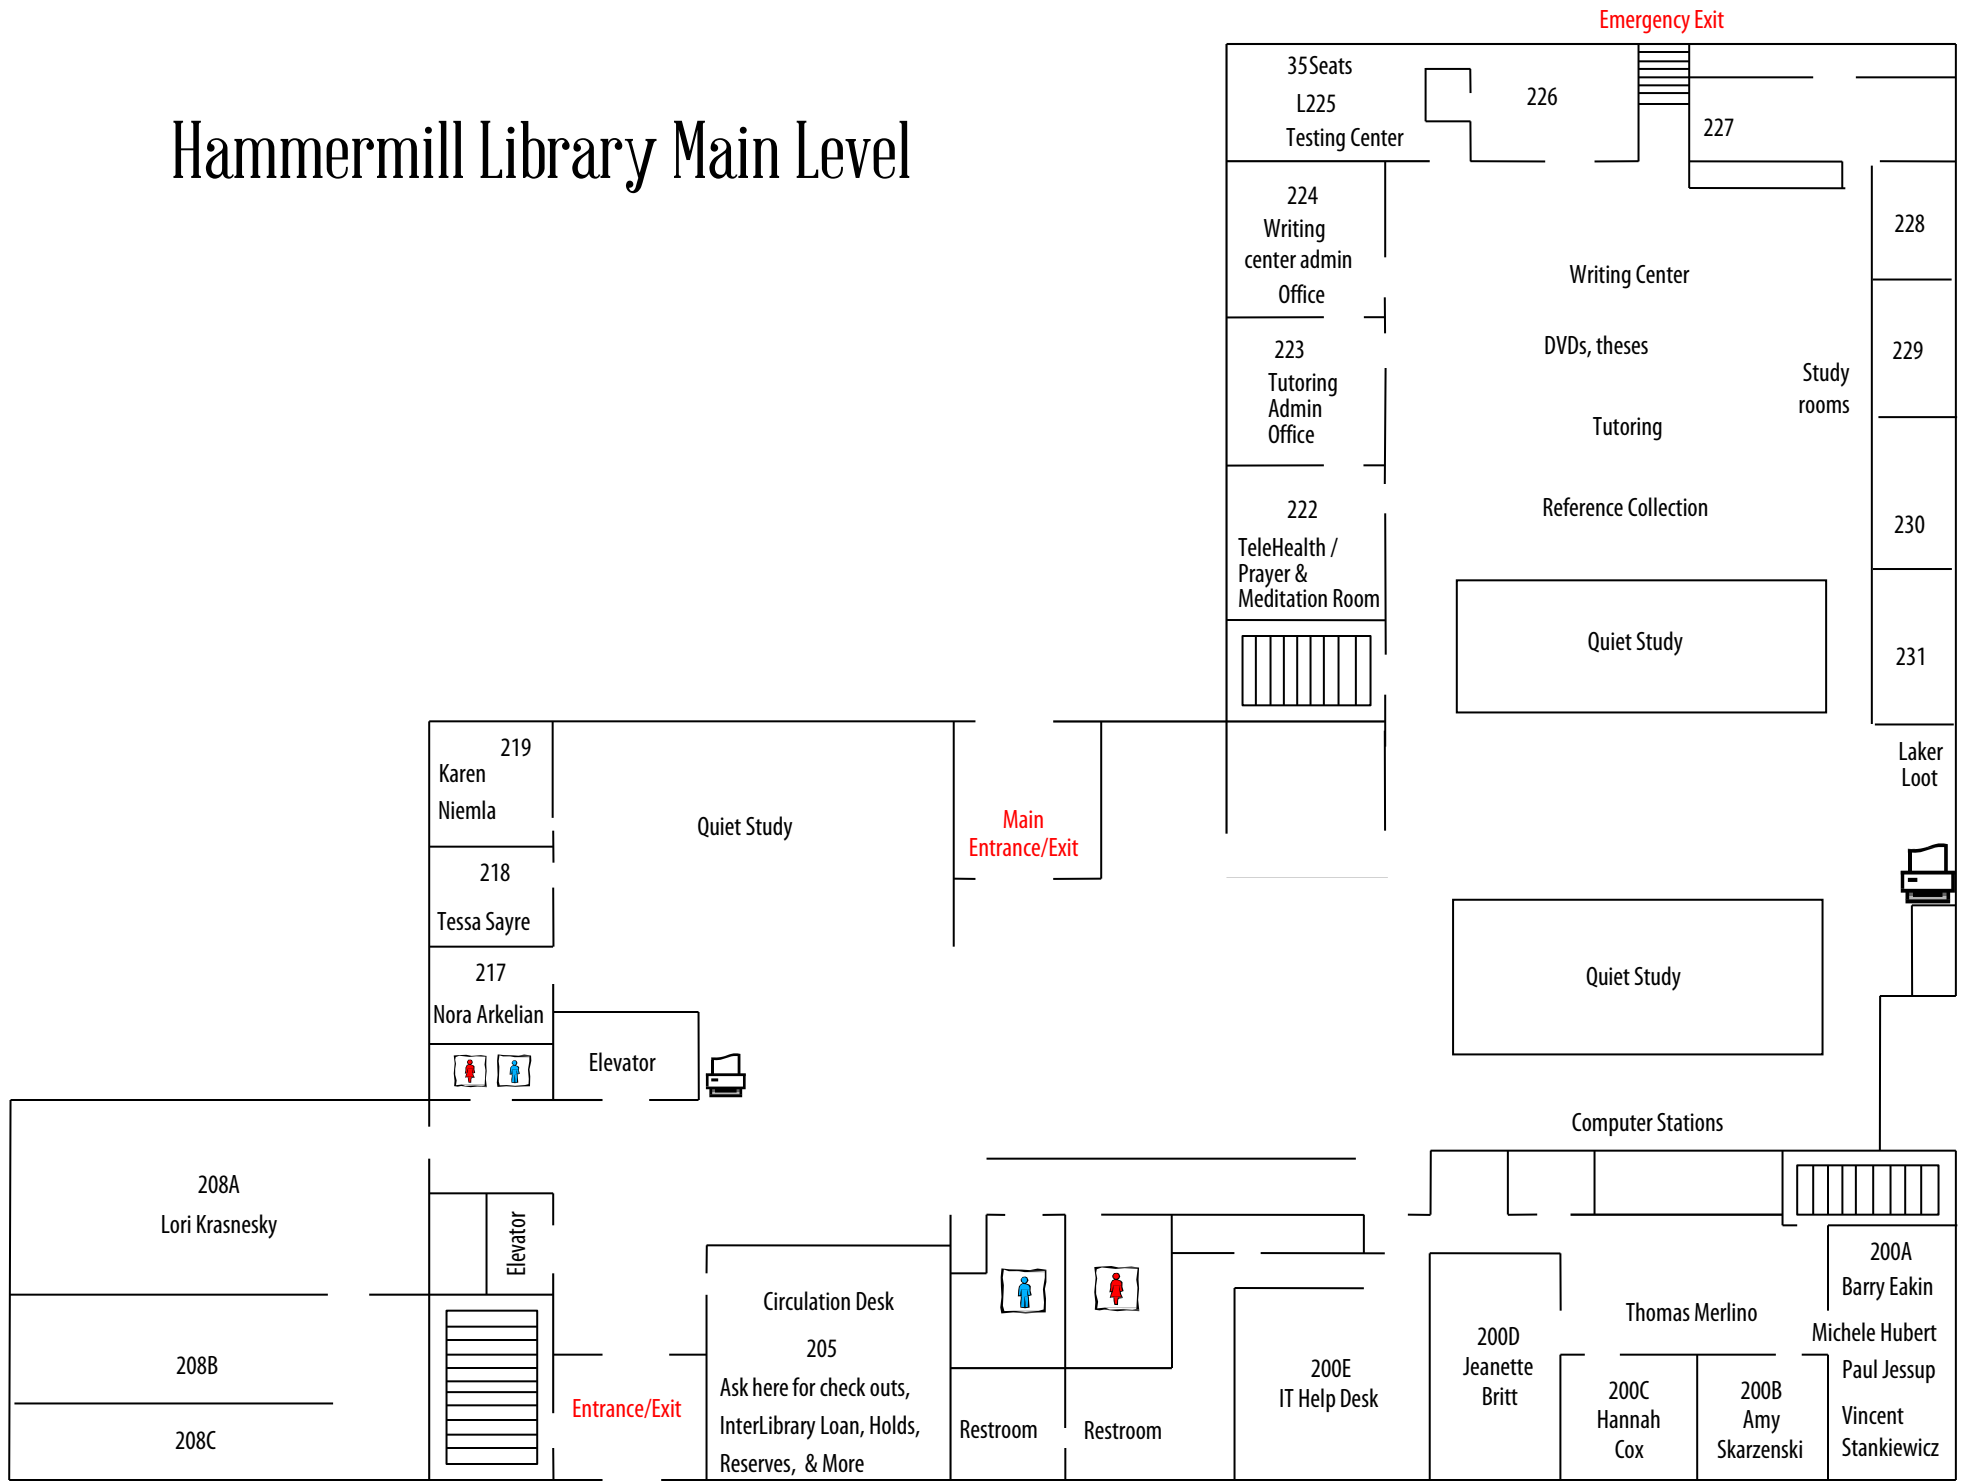 Emergency Exit
Hammermill Library Main Level
35Seats
L225
Testing Center
226
227
224
Writing
center admin
Office
228
Writing Center
223
Tutoring
Admin
Office
DVDs, theses
229
Study
rooms
Tutoring
222
TeleHealth /
Prayer &
Meditation Room
Reference Collection
230
Quiet Study
231
219
Karen
Niemla
Quiet Study
Main
Entrance/Exit
Laker
Loot
218
Tessa Sayre
217
Nora Arkelian
Quiet Study
Elevator
Computer Stations
208A
Lori Krasnesky
Elevator
208B
208C
Entrance/Exit
Circulation Desk
205
Ask here for check outs,
InterLibrary Loan, Holds,
Reserves,  & More
Restroom
Restroom
200E
IT Help Desk
200D
Jeanette
Britt
Thomas Merlino
200C
Hannah
Cox
200B
Amy
Skarzenski
200A
Barry Eakin
Michele Hubert
Paul Jessup
Vincent
Stankiewicz